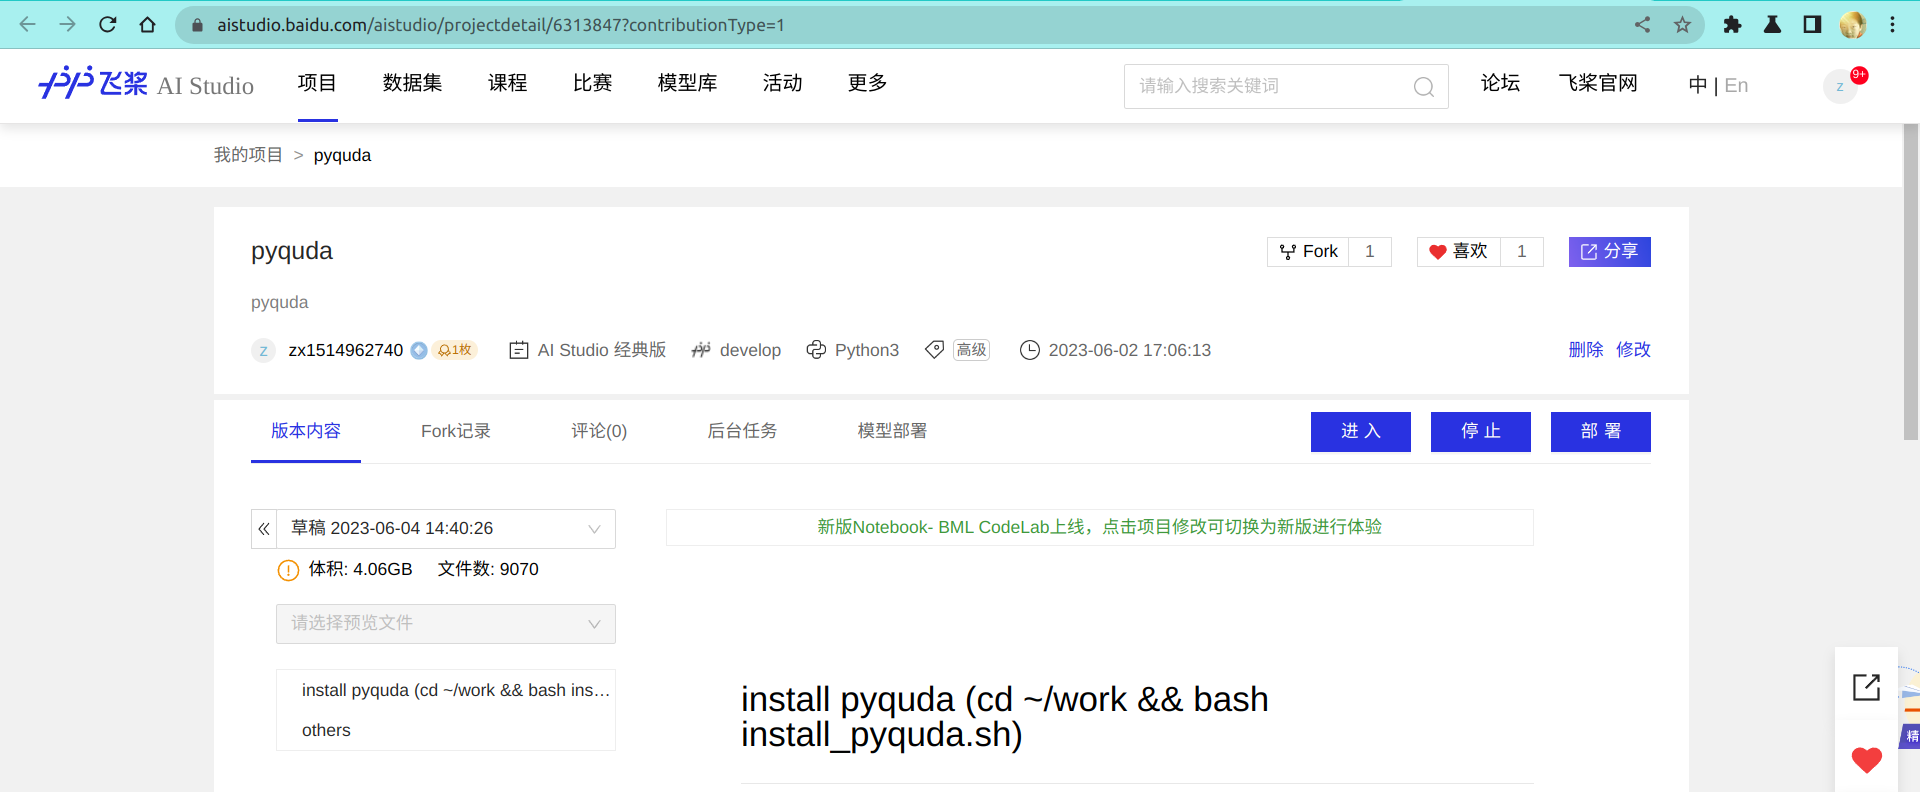 aistudio.baidu.com/aistudio/projectdetail/6313847?contributionType=1
飞桨 AI Studio 项目 数据集 课程 比赛 模型库 活动 更多 请输入搜索关键词 论坛 飞桨官网 中 | En z 9+
我的项目 > pyquda
pyquda Fork 1 喜欢 1 分享
pyquda
z zx1514962740 1枚 AI Studio 经典版 develop Python3 高级 2023-06-02 17:06:13 删除 修改
版本内容 Fork记录 评论(0) 后台任务 模型部署 进入 停止 部署
草稿 2023-06-04 14:40:26 新版Notebook- BML CodeLab上线，点击项目修改可切换为新版进行体验
体积: 4.06GB 文件数: 9070
请选择预览文件
install pyquda (cd ~/work && bash ins...
others
install pyquda (cd ~/work && bash
install_pyquda.sh)
精